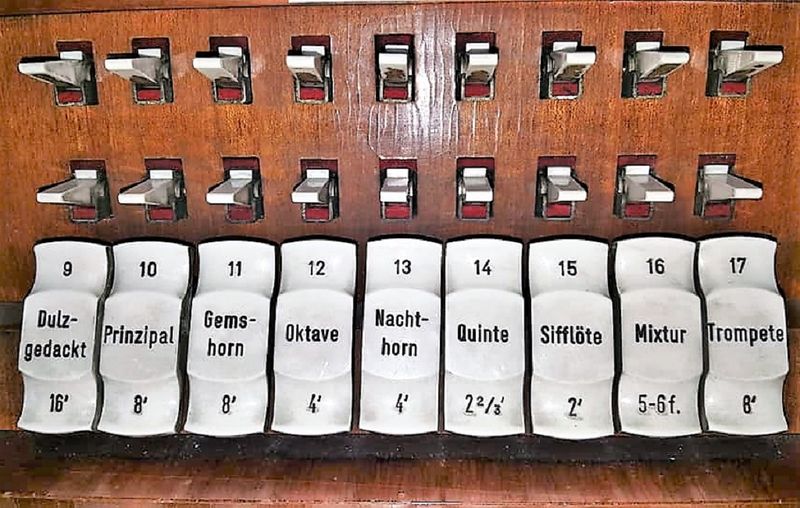 9 10 11 12 13 14 15 16 17
Dulz-
gedackt
Prinzipal
Gems-
horn
Oktave
Nacht-
horn
Quinte
Sifflöte
Mixtur
Trompete
16' 8' 8' 4' 4' 2 2/3' 2' 5-6f. 8'